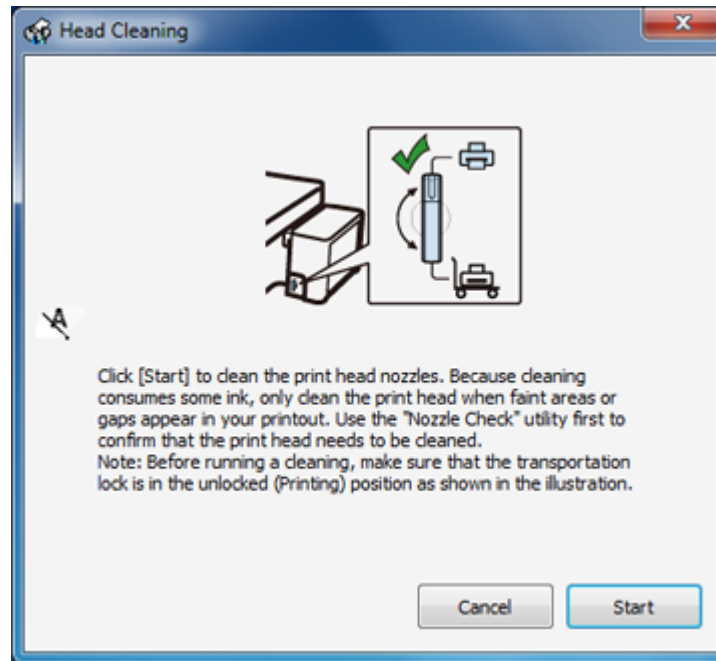 Head Cleaning
A
Click [Start] to clean the print head nozzles. Because cleaning
consumes some ink, only clean the print head when faint areas or
gaps appear in your printout. Use the "Nozzle Check" utility first to
confirm that the print head needs to be cleaned.
Note: Before running a cleaning, make sure that the transportation
lock is in the unlocked (Printing) position as shown in the illustration.
Cancel
Start